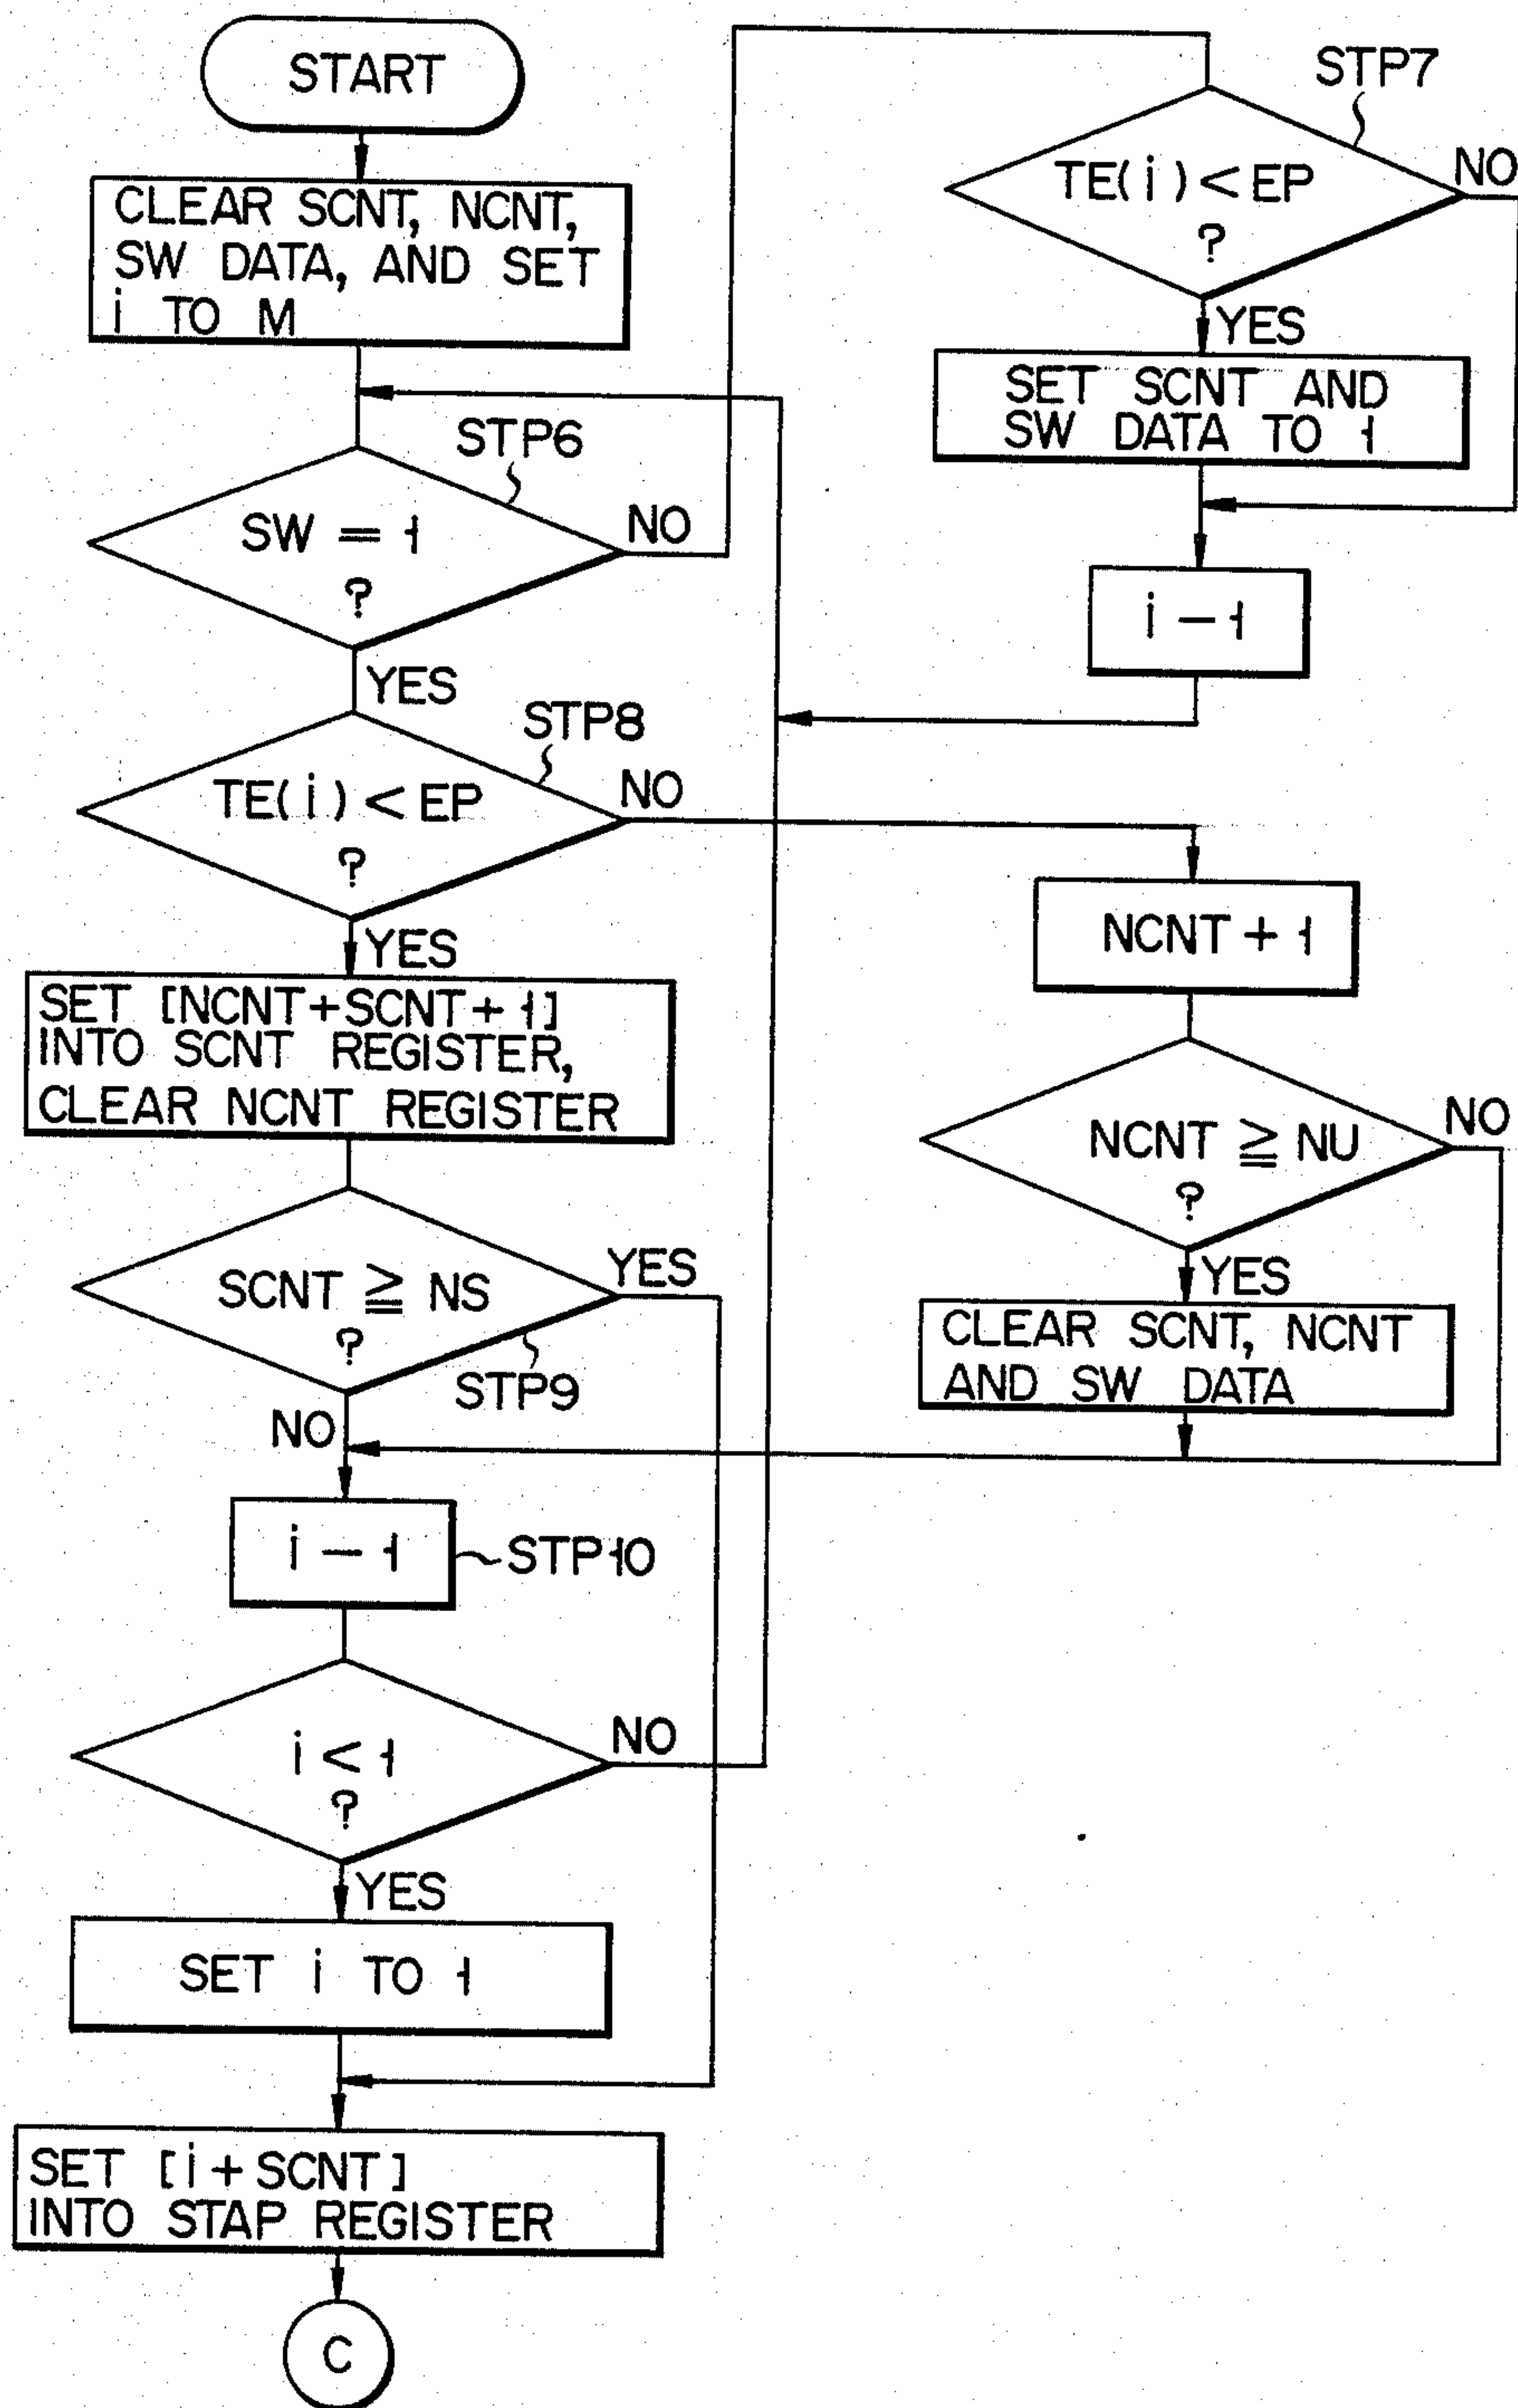 START
CLEAR SCNT, NCNT,
SW DATA, AND SET
i TO M
STP6
SW = 1
?
NO
YES
STP8
TE(i) < EP
?
NO
YES
SET [NCNT+SCNT+1]
INTO SCNT REGISTER,
CLEAR NCNT REGISTER
SCNT ≧ NS
?
YES
STP9
NO
i - 1
STP10
i < 1
?
NO
YES
SET i TO 1
SET [i+SCNT]
INTO STAP REGISTER
C
STP7
TE(i) < EP
?
NO
YES
SET SCNT AND
SW DATA TO 1
i - 1
NCNT + 1
NCNT ≧ NU
?
NO
YES
CLEAR SCNT, NCNT
AND SW DATA